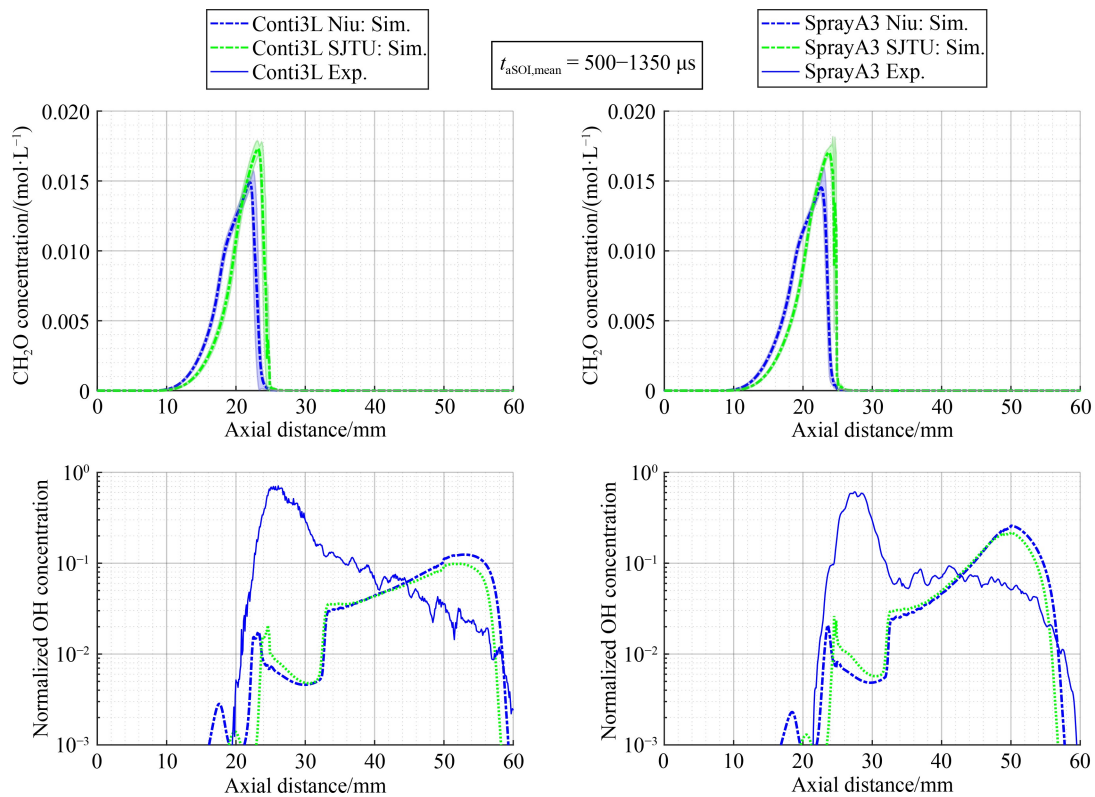 Conti3L Niu: Sim.
Conti3L SJTU: Sim.
Conti3L Exp.
t_aSOI,mean = 500−1350 μs
SprayA3 Niu: Sim.
SprayA3 SJTU: Sim.
SprayA3 Exp.
CH₂O concentration/(mol·L⁻¹)
0.020
0.015
0.010
0.005
0
0 10 20 30 40 50 60
Axial distance/mm
CH₂O concentration/(mol·L⁻¹)
0.020
0.015
0.010
0.005
0
0 10 20 30 40 50 60
Axial distance/mm
Normalized OH concentration
10⁰
10⁻¹
10⁻²
10⁻³
0 10 20 30 40 50 60
Axial distance/mm
Normalized OH concentration
10⁰
10⁻¹
10⁻²
10⁻³
0 10 20 30 40 50 60
Axial distance/mm